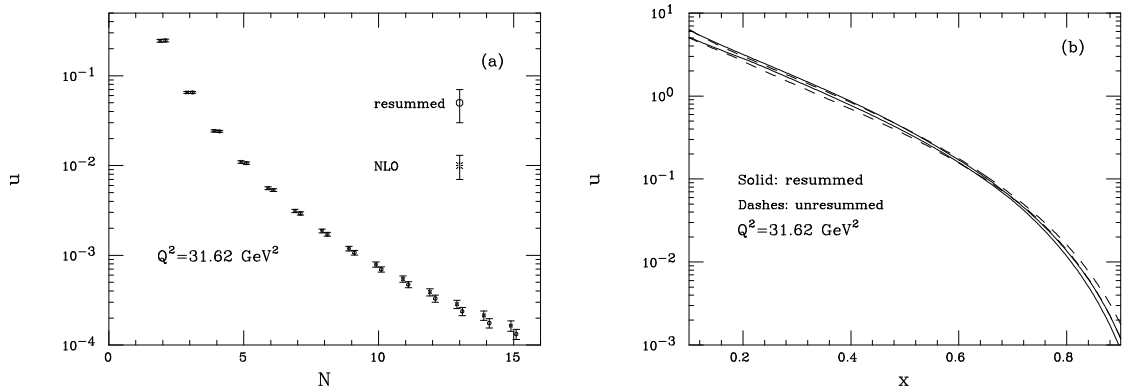 (a)
resummed
NLO
Q²=31.62 GeV²
u
10⁻¹
10⁻²
10⁻³
10⁻⁴
0
5
10
15
N
(b)
Solid: resummed
Dashes: unresummed
Q²=31.62 GeV²
u
10¹
10⁰
10⁻¹
10⁻²
10⁻³
0.2
0.4
0.6
0.8
x